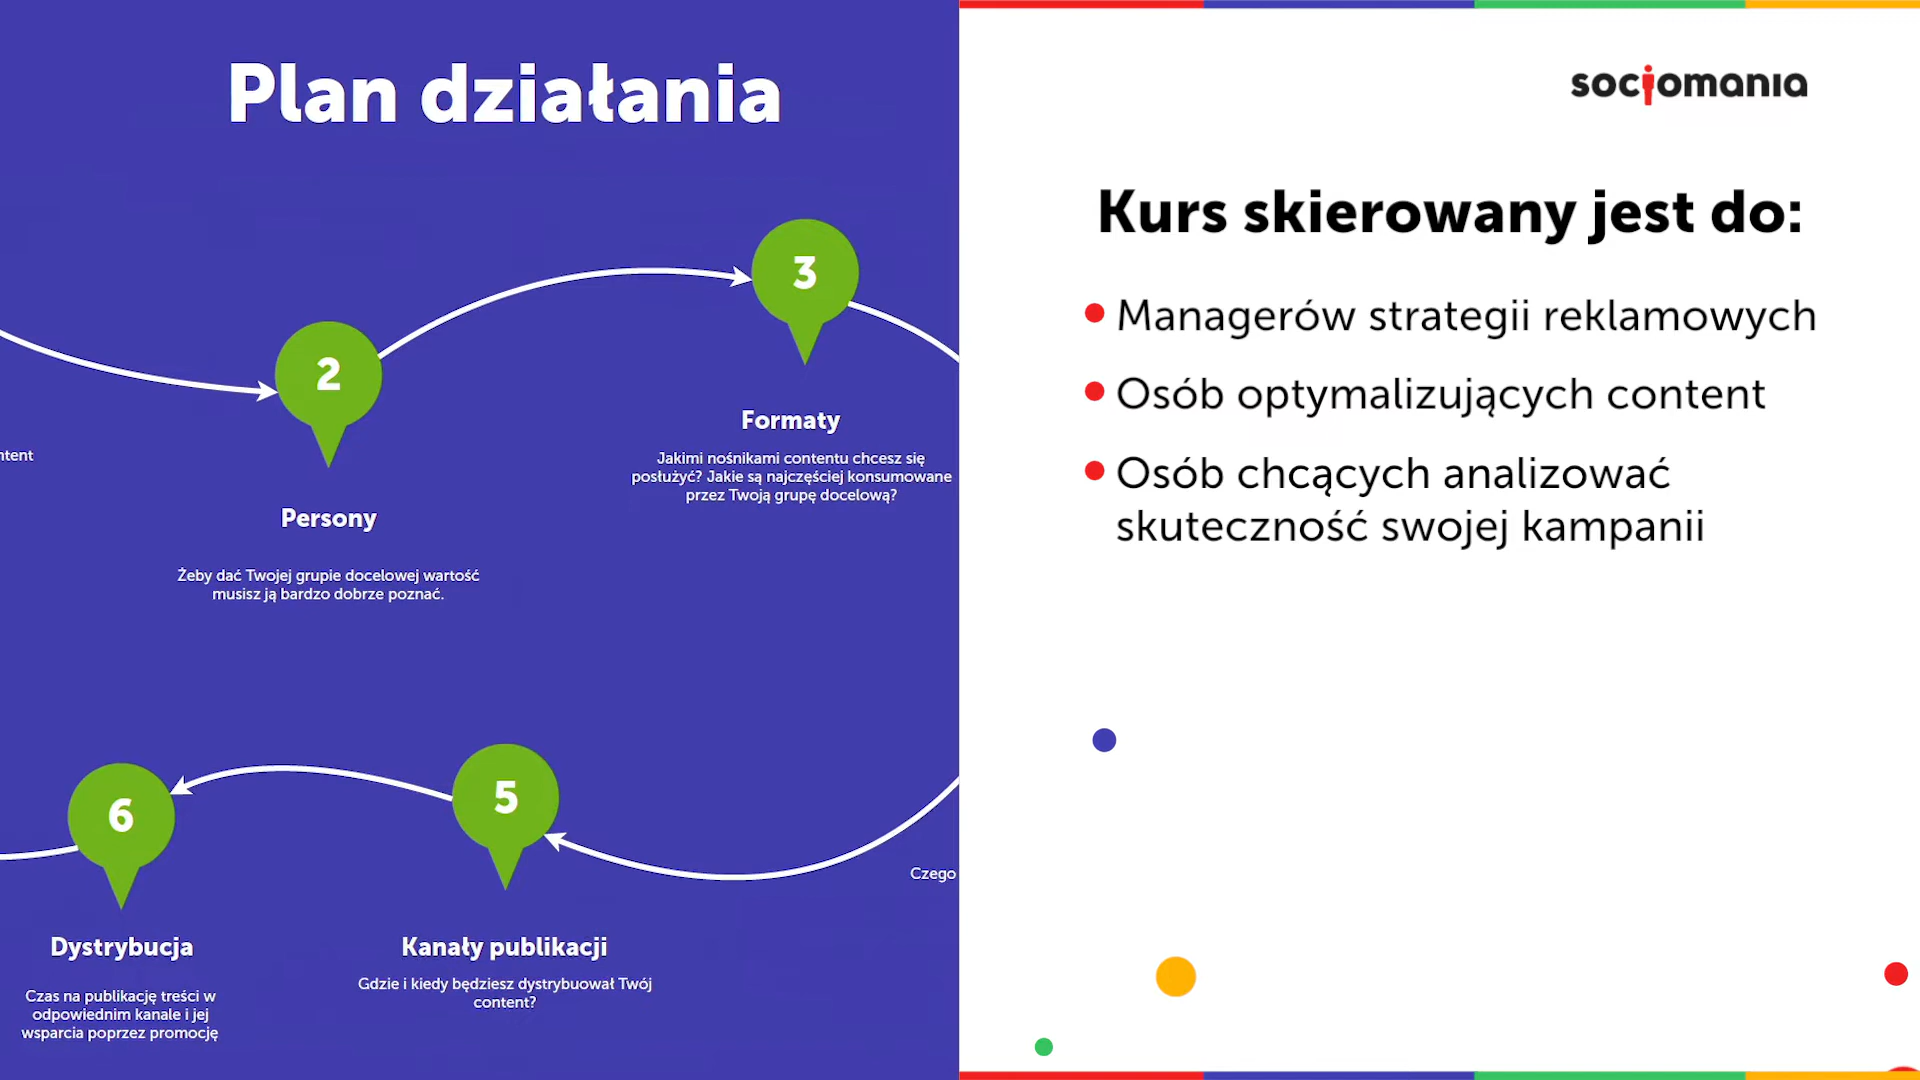 Plan działania
3
2
Formaty
Jakimi nośnikami contentu chcesz się
posłużyć? Jakie są najczęściej konsumowane
przez Twoją grupę docelową?
Persony
Żeby dać Twojej grupie docelowej wartość
musisz ją bardzo dobrze poznać.
6
5
Czego
Dystrybucja
Czas na publikację treści w
odpowiednim kanale i jej
wsparcia poprzez promocję
Kanały publikacji
Gdzie i kiedy będziesz dystrybuował Twój
content?
socjomania
Kurs skierowany jest do:
Managerów strategii reklamowych
Osób optymalizujących content
Osób chcących analizować
skuteczność swojej kampanii